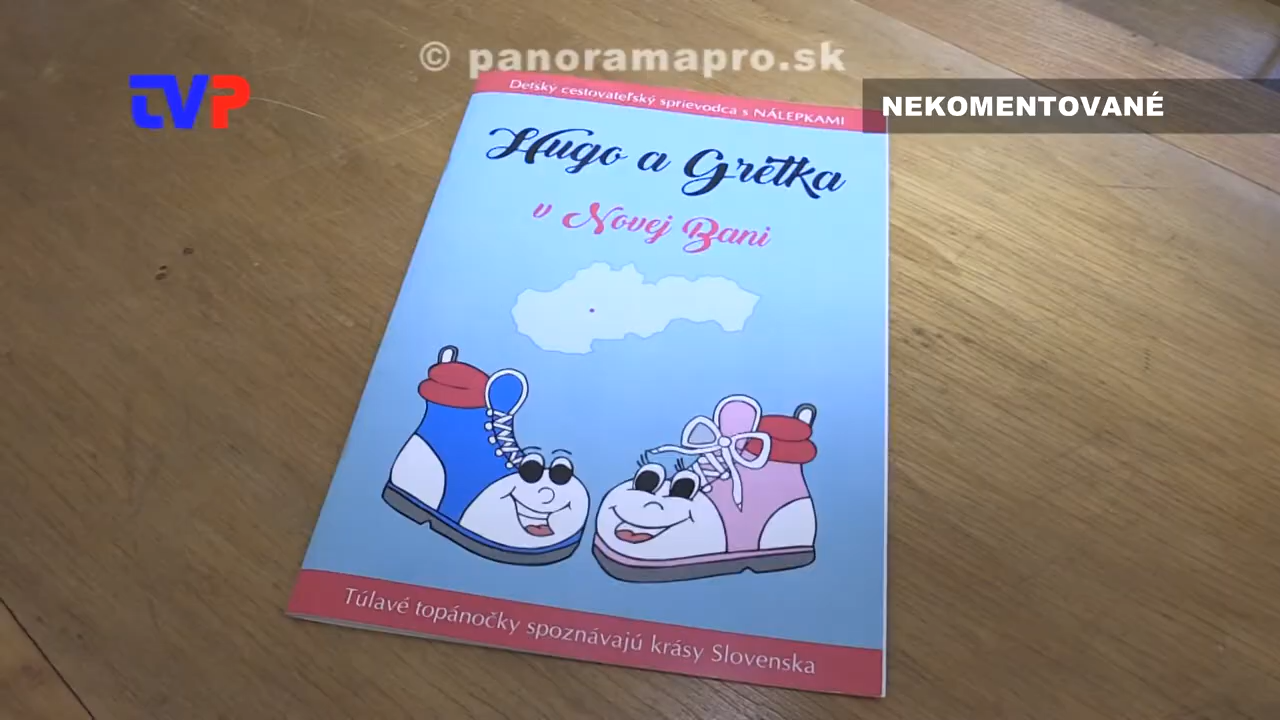 © panoramapro.sk
TVP
NEKOMENTOVANÉ
Detský cestovateľský sprievodca s NÁLEPKAMI
Hugo a Gretka
v Novej Bani
Túlavé topánočky spoznávajú krásy Slovenska